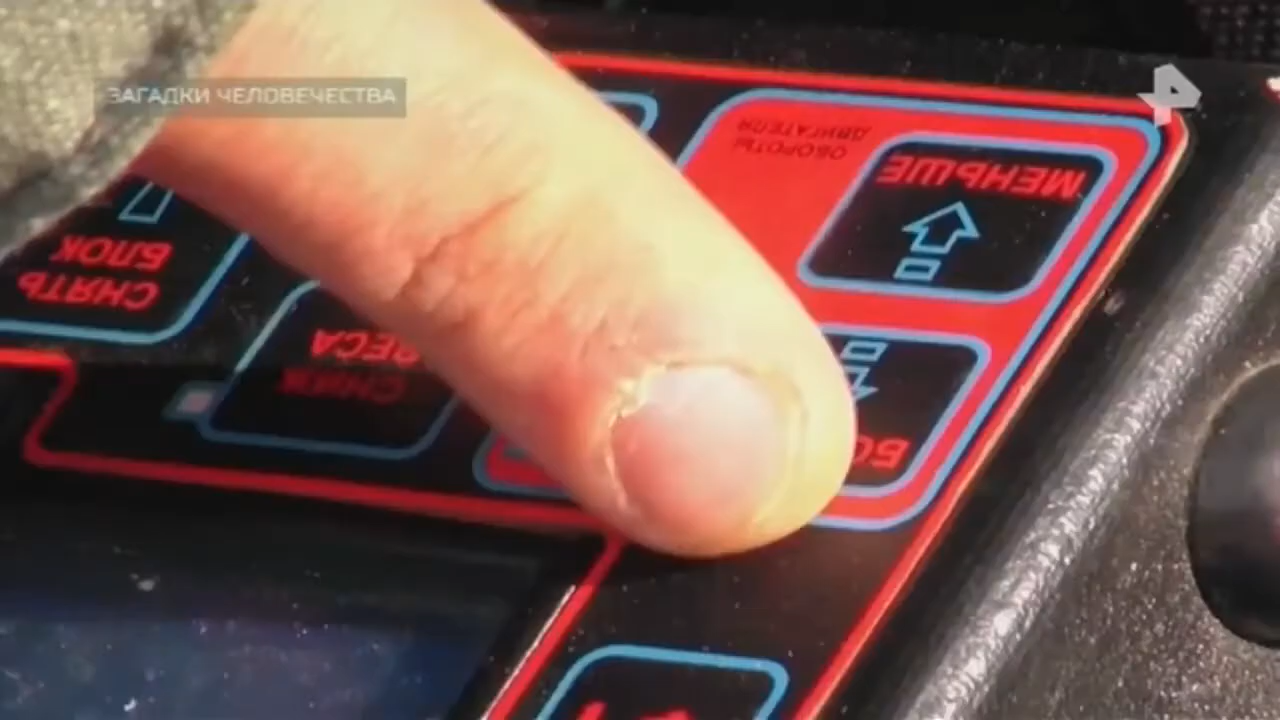 ЗАГАДКИ ЧЕЛОВЕЧЕСТВА
ОБОРОТЫ
ДВИГАТЕЛЯ
МЕНЬШЕ
СНЯТЬ
БЛОК